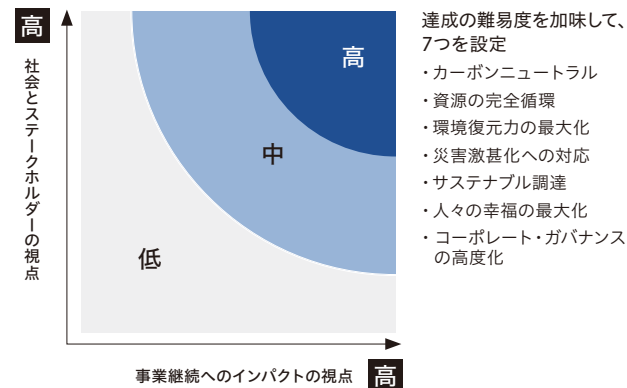 高
社会とステークホルダーの視点
高
中
低
事業継続へのインパクトの視点
高
達成の難易度を加味して、
7つを設定
・カーボンニュートラル
・資源の完全循環
・環境復元力の最大化
・災害激甚化への対応
・サステナブル調達
・人々の幸福の最大化
・コーポレート・ガバナンス
の高度化